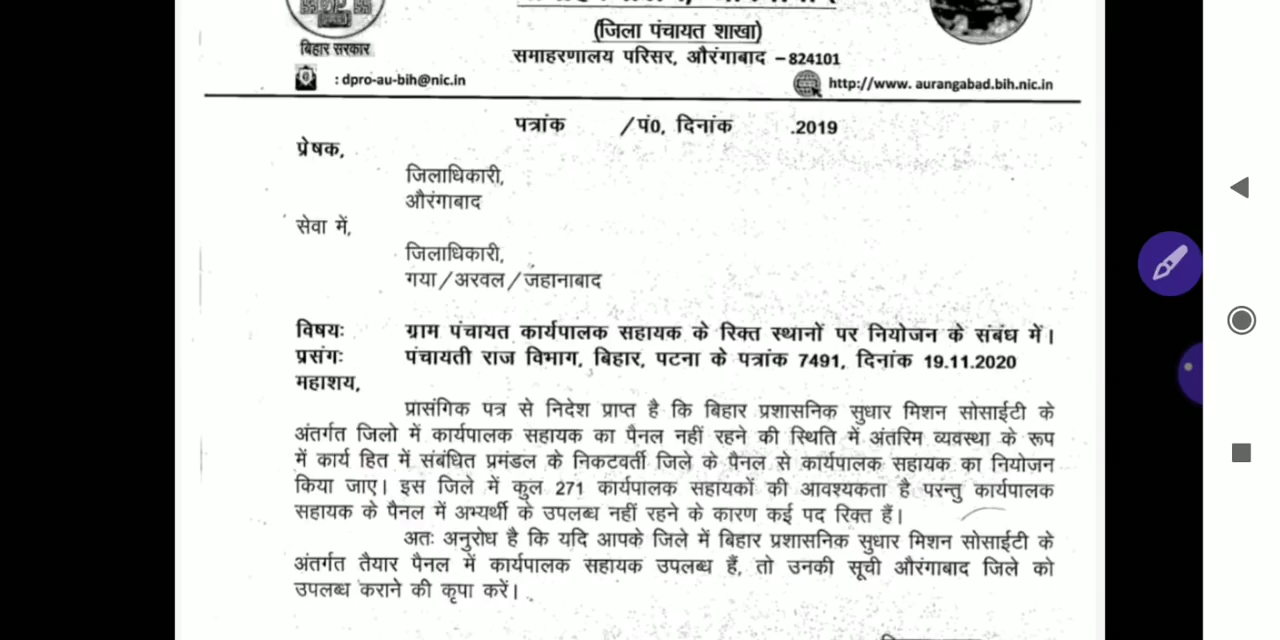 बिहार सरकार
(जिला पंचायत शाखा)
समाहरणालय परिसर, औरंगाबाद –824101
: dpro-au-bih@nic.in
http://www. aurangabad.bih.nic.in
पत्रांक /पं0, दिनांक .2019
प्रेषक,
जिलाधिकारी,
औरंगाबाद
सेवा में,
जिलाधिकारी,
गया/अरवल/जहानाबाद
विषयः ग्राम पंचायत कार्यपालक सहायक के रिक्त स्थानों पर नियोजन के संबंध में।
प्रसंगः पंचायती राज विभाग, बिहार, पटना के पत्रांक 7491, दिनांक 19.11.2020
महाशय,
प्रासंगिक पत्र से निदेश प्राप्त है कि बिहार प्रशासनिक सुधार मिशन सोसाईटी के
अंतर्गत जिलो में कार्यपालक सहायक का पैनल नहीं रहने की स्थिति में अंतरिम व्यवस्था के रूप
में कार्य हित में संबंधित प्रमंडल के निकटवर्ती जिले के पैनल से कार्यपालक सहायक का नियोजन
किया जाए। इस जिले में कुल 271 कार्यपालक सहायकों की आवश्यकता है परन्तु कार्यपालक
सहायक के पैनल में अभ्यर्थी के उपलब्ध नहीं रहने के कारण कई पद रिक्त हैं।
अतः अनुरोध है कि यदि आपके जिले में बिहार प्रशासनिक सुधार मिशन सोसाईटी के
अंतर्गत तैयार पैनल में कार्यपालक सहायक उपलब्ध हैं, तो उनकी सूची औरंगाबाद जिले को
उपलब्ध कराने की कृपा करें।